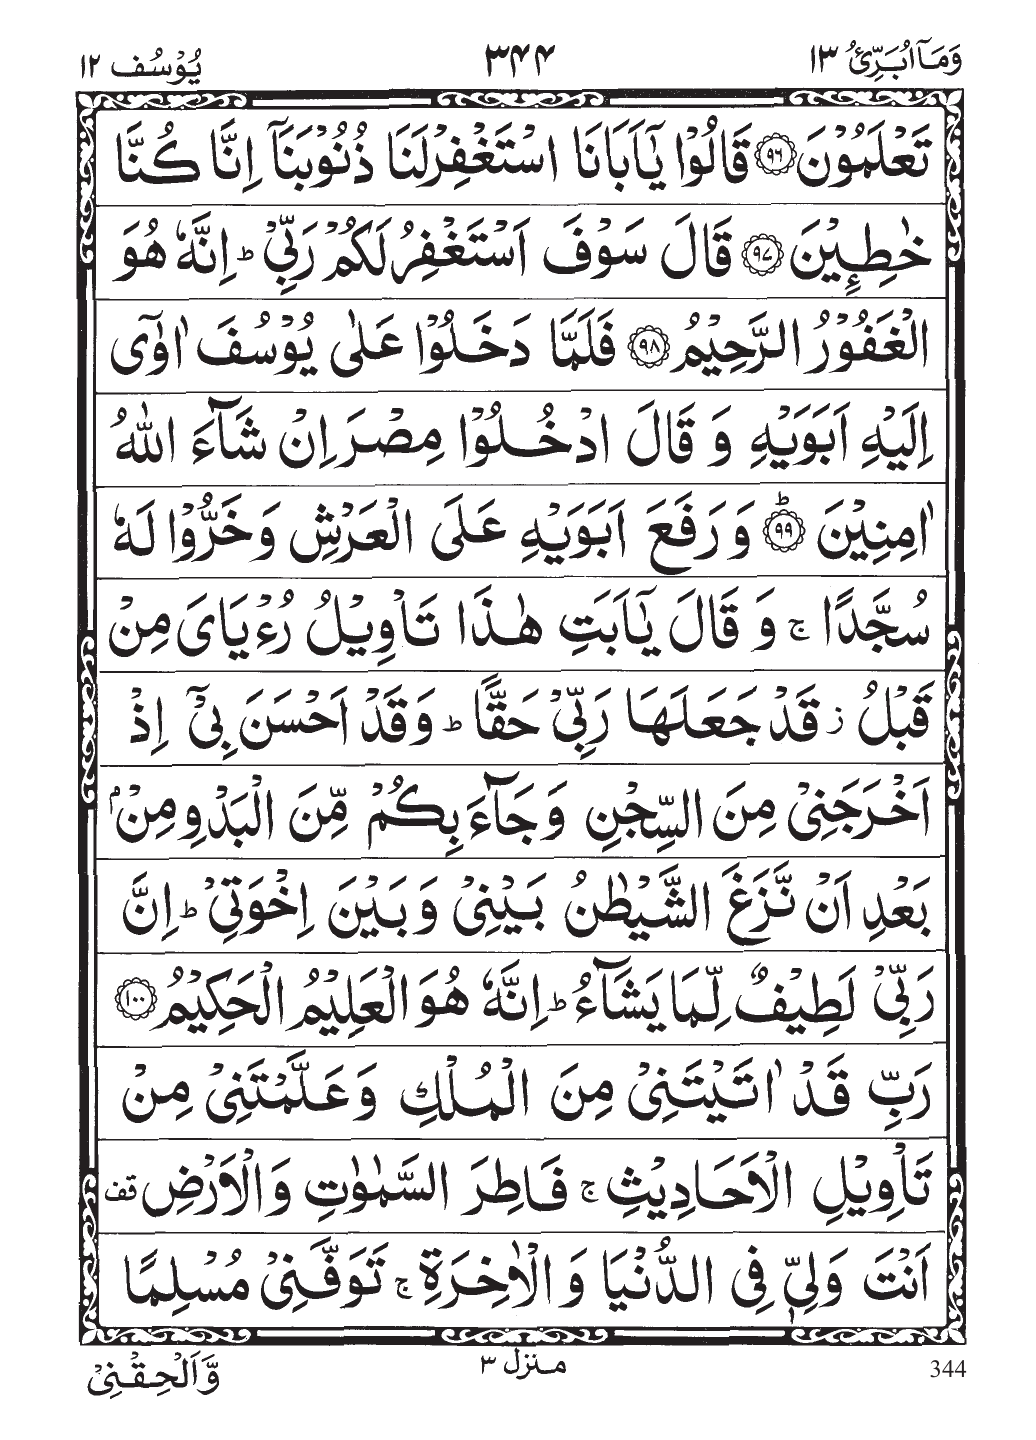 وَمَآ اُبَرِّئُ ١٣ ٣٤٤ يُوْسُف ١٢
تَعْلَمُوْنَ ﴿٩٦﴾ قَالُوْا يٰۤاَبَانَا اسْتَغْفِرْلَنَا ذُنُوْبَنَاۤ اِنَّا كُنَّا
خٰطِـِٕيْنَ ﴿٩٧﴾ قَالَ سَوْفَ اَسْتَغْفِرُ لَكُمْ رَبِّيْ ؕ اِنَّهٗ هُوَ
الْغَفُوْرُ الرَّحِيْمُ ﴿٩٨﴾ فَلَمَّا دَخَلُوْا عَلٰى يُوْسُفَ اٰوٰۤى
اِلَيْهِ اَبَوَيْهِ وَ قَالَ ادْخُلُوْا مِصْرَ اِنْ شَآءَ اللّٰهُ
اٰمِنِيْنَ ﴿٩٩﴾ؕ وَ رَفَعَ اَبَوَيْهِ عَلَى الْعَرْشِ وَ خَرُّوْا لَهٗ
سُجَّدًا ۚ وَ قَالَ يٰۤاَبَتِ هٰذَا تَاْوِيْلُ رُءْيَايَ مِنْ
قَبْلُ ؗ قَدْ جَعَلَهَا رَبِّيْ حَقًّا ؕ وَ قَدْ اَحْسَنَ بِيْۤ اِذْ
اَخْرَجَنِيْ مِنَ السِّجْنِ وَ جَآءَ بِكُمْ مِّنَ الْبَدْوِ مِنْۢ
بَعْدِ اَنْ نَّزَغَ الشَّيْطٰنُ بَيْنِيْ وَ بَيْنَ اِخْوَتِيْ ؕ اِنَّ
رَبِّيْ لَطِيْفٌ لِّمَا يَشَآءُ ؕ اِنَّهٗ هُوَ الْعَلِيْمُ الْحَكِيْمُ ﴿١٠٠﴾
رَبِّ قَدْ اٰتَيْتَنِيْ مِنَ الْمُلْكِ وَ عَلَّمْتَنِيْ مِنْ
تَاْوِيْلِ الْاَحَادِيْثِ ۚ فَاطِرَ السَّمٰوٰتِ وَ الْاَرْضِ قف
اَنْتَ وَلِيّٖ فِي الدُّنْيَا وَ الْاٰخِرَةِ ۚ تَوَفَّنِيْ مُسْلِمًا
وَّ اَلْحِقْنِيْ منزل ٣ 344